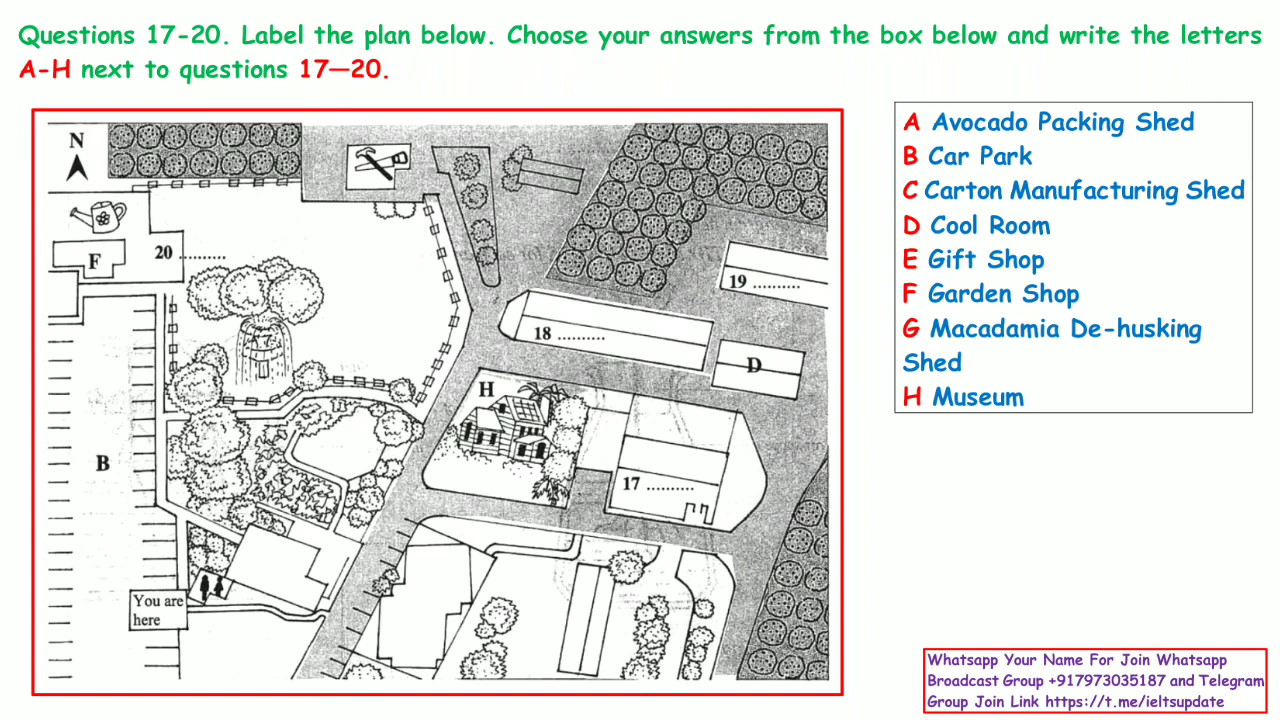 Questions 17-20. Label the plan below. Choose your answers from the box below and write the letters
A-H next to questions 17—20.
N
F
20 ..........
B
You are
here
H
17 ..........
18 ..........
19 ..........
D
A Avocado Packing Shed
B Car Park
C Carton Manufacturing Shed
D Cool Room
E Gift Shop
F Garden Shop
G Macadamia De-husking
Shed
H Museum
Whatsapp Your Name For Join Whatsapp
Broadcast Group +917973035187 and Telegram
Group Join Link https://t.me/ieltsupdate